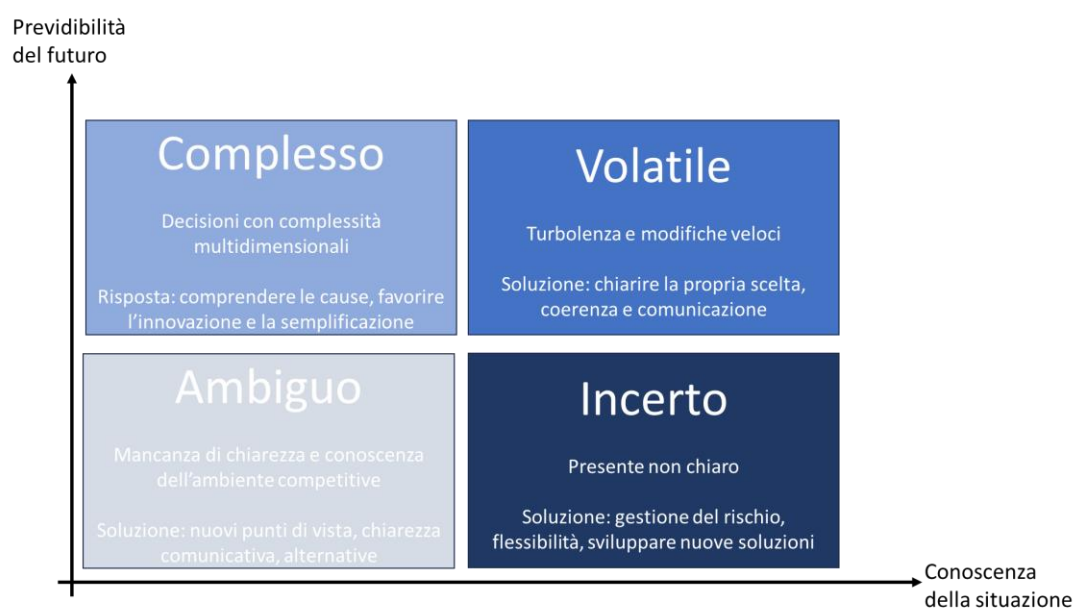 Previdibilità
del futuro
Complesso
Decisioni con complessità
multidimensionali
Risposta: comprendere le cause, favorire
l’innovazione e la semplificazione
Volatile
Turbolenza e modifiche veloci
Soluzione: chiarire la propria scelta,
coerenza e comunicazione
Ambiguo
Mancanza di chiarezza e conoscenza
dell’ambiente competitive
Soluzione: nuovi punti di vista, chiarezza
comunicativa, alternative
Incerto
Presente non chiaro
Soluzione: gestione del rischio,
flessibilità, sviluppare nuove soluzioni
Conoscenza
della situazione